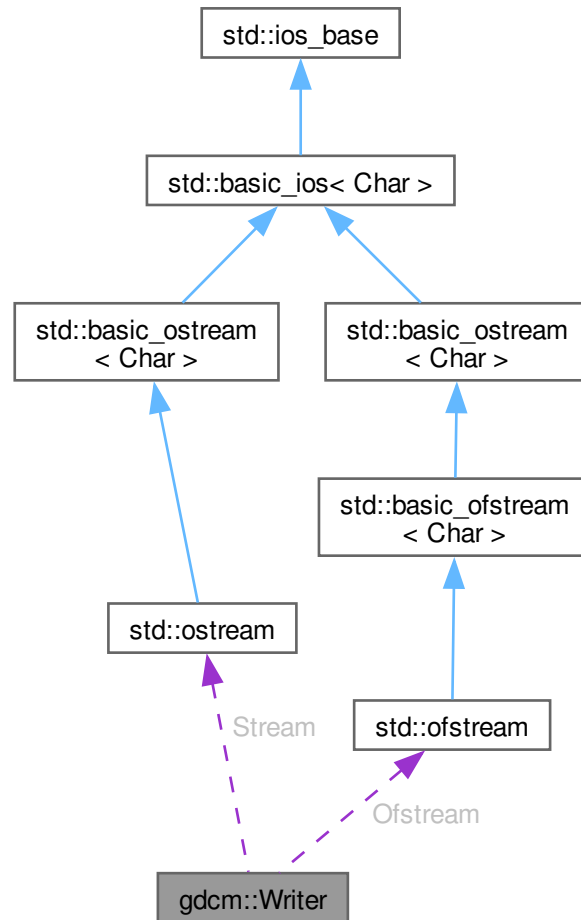 std::ios_base
std::basic_ios< Char >
std::basic_ostream
< Char >
std::basic_ostream
< Char >
std::basic_ofstream
< Char >
std::ostream
std::ofstream
Stream
Ofstream
gdcm::Writer